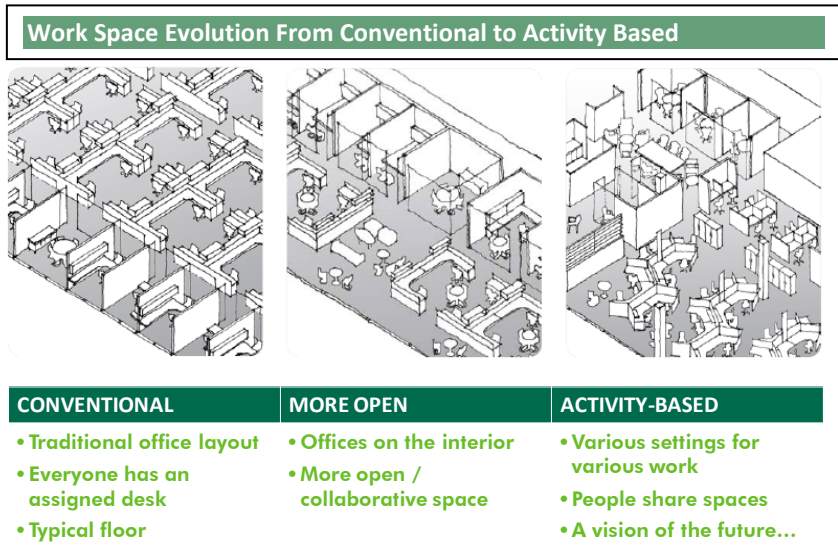 Work Space Evolution From Conventional to Activity Based
CONVENTIONAL
• Traditional office layout
• Everyone has an
assigned desk
• Typical floor
MORE OPEN
• Offices on the interior
• More open /
collaborative space
ACTIVITY-BASED
• Various settings for
various work
• People share spaces
• A vision of the future...